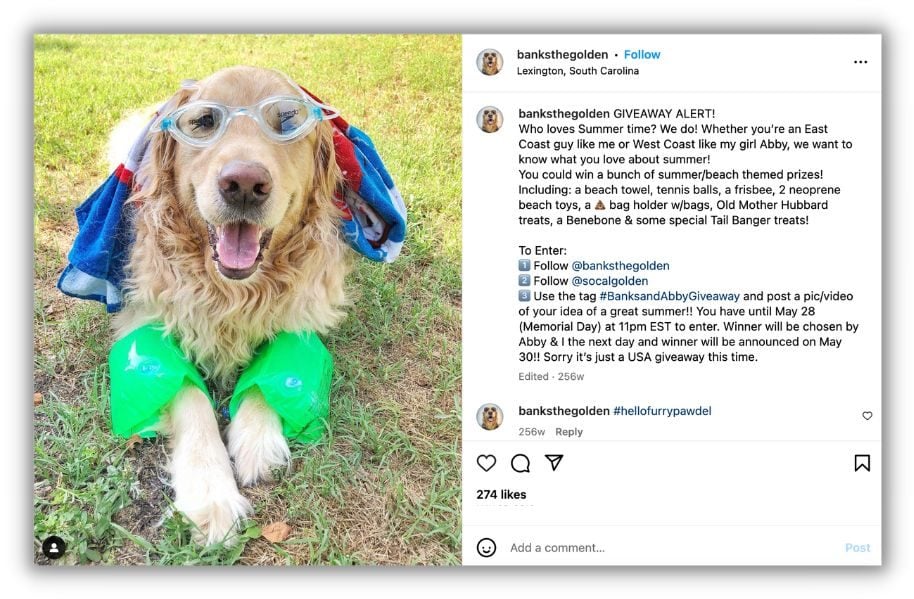 banksthegolden • Follow
Lexington, South Carolina
banksthegolden GIVEAWAY ALERT!
Who loves Summer time? We do! Whether you're an East
Coast guy like me or West Coast like my girl Abby, we want to
know what you love about summer!
You could win a bunch of summer/beach themed prizes!
Including: a beach towel, tennis balls, a frisbee, 2 neoprene
beach toys, a 💩 bag holder w/bags, Old Mother Hubbard
treats, a Benebone & some special Tail Banger treats!
To Enter:
1️⃣ Follow @banksthegolden
2️⃣ Follow @socalgolden
3️⃣ Use the tag #BanksandAbbyGiveaway and post a pic/video
of your idea of a great summer!! You have until May 28
(Memorial Day) at 11pm EST to enter. Winner will be chosen by
Abby & I the next day and winner will be announced on May
30!! Sorry it's just a USA giveaway this time.
Edited · 256w
banksthegolden #hellofurrypawdel
256w Reply
274 likes
Add a comment...
Post